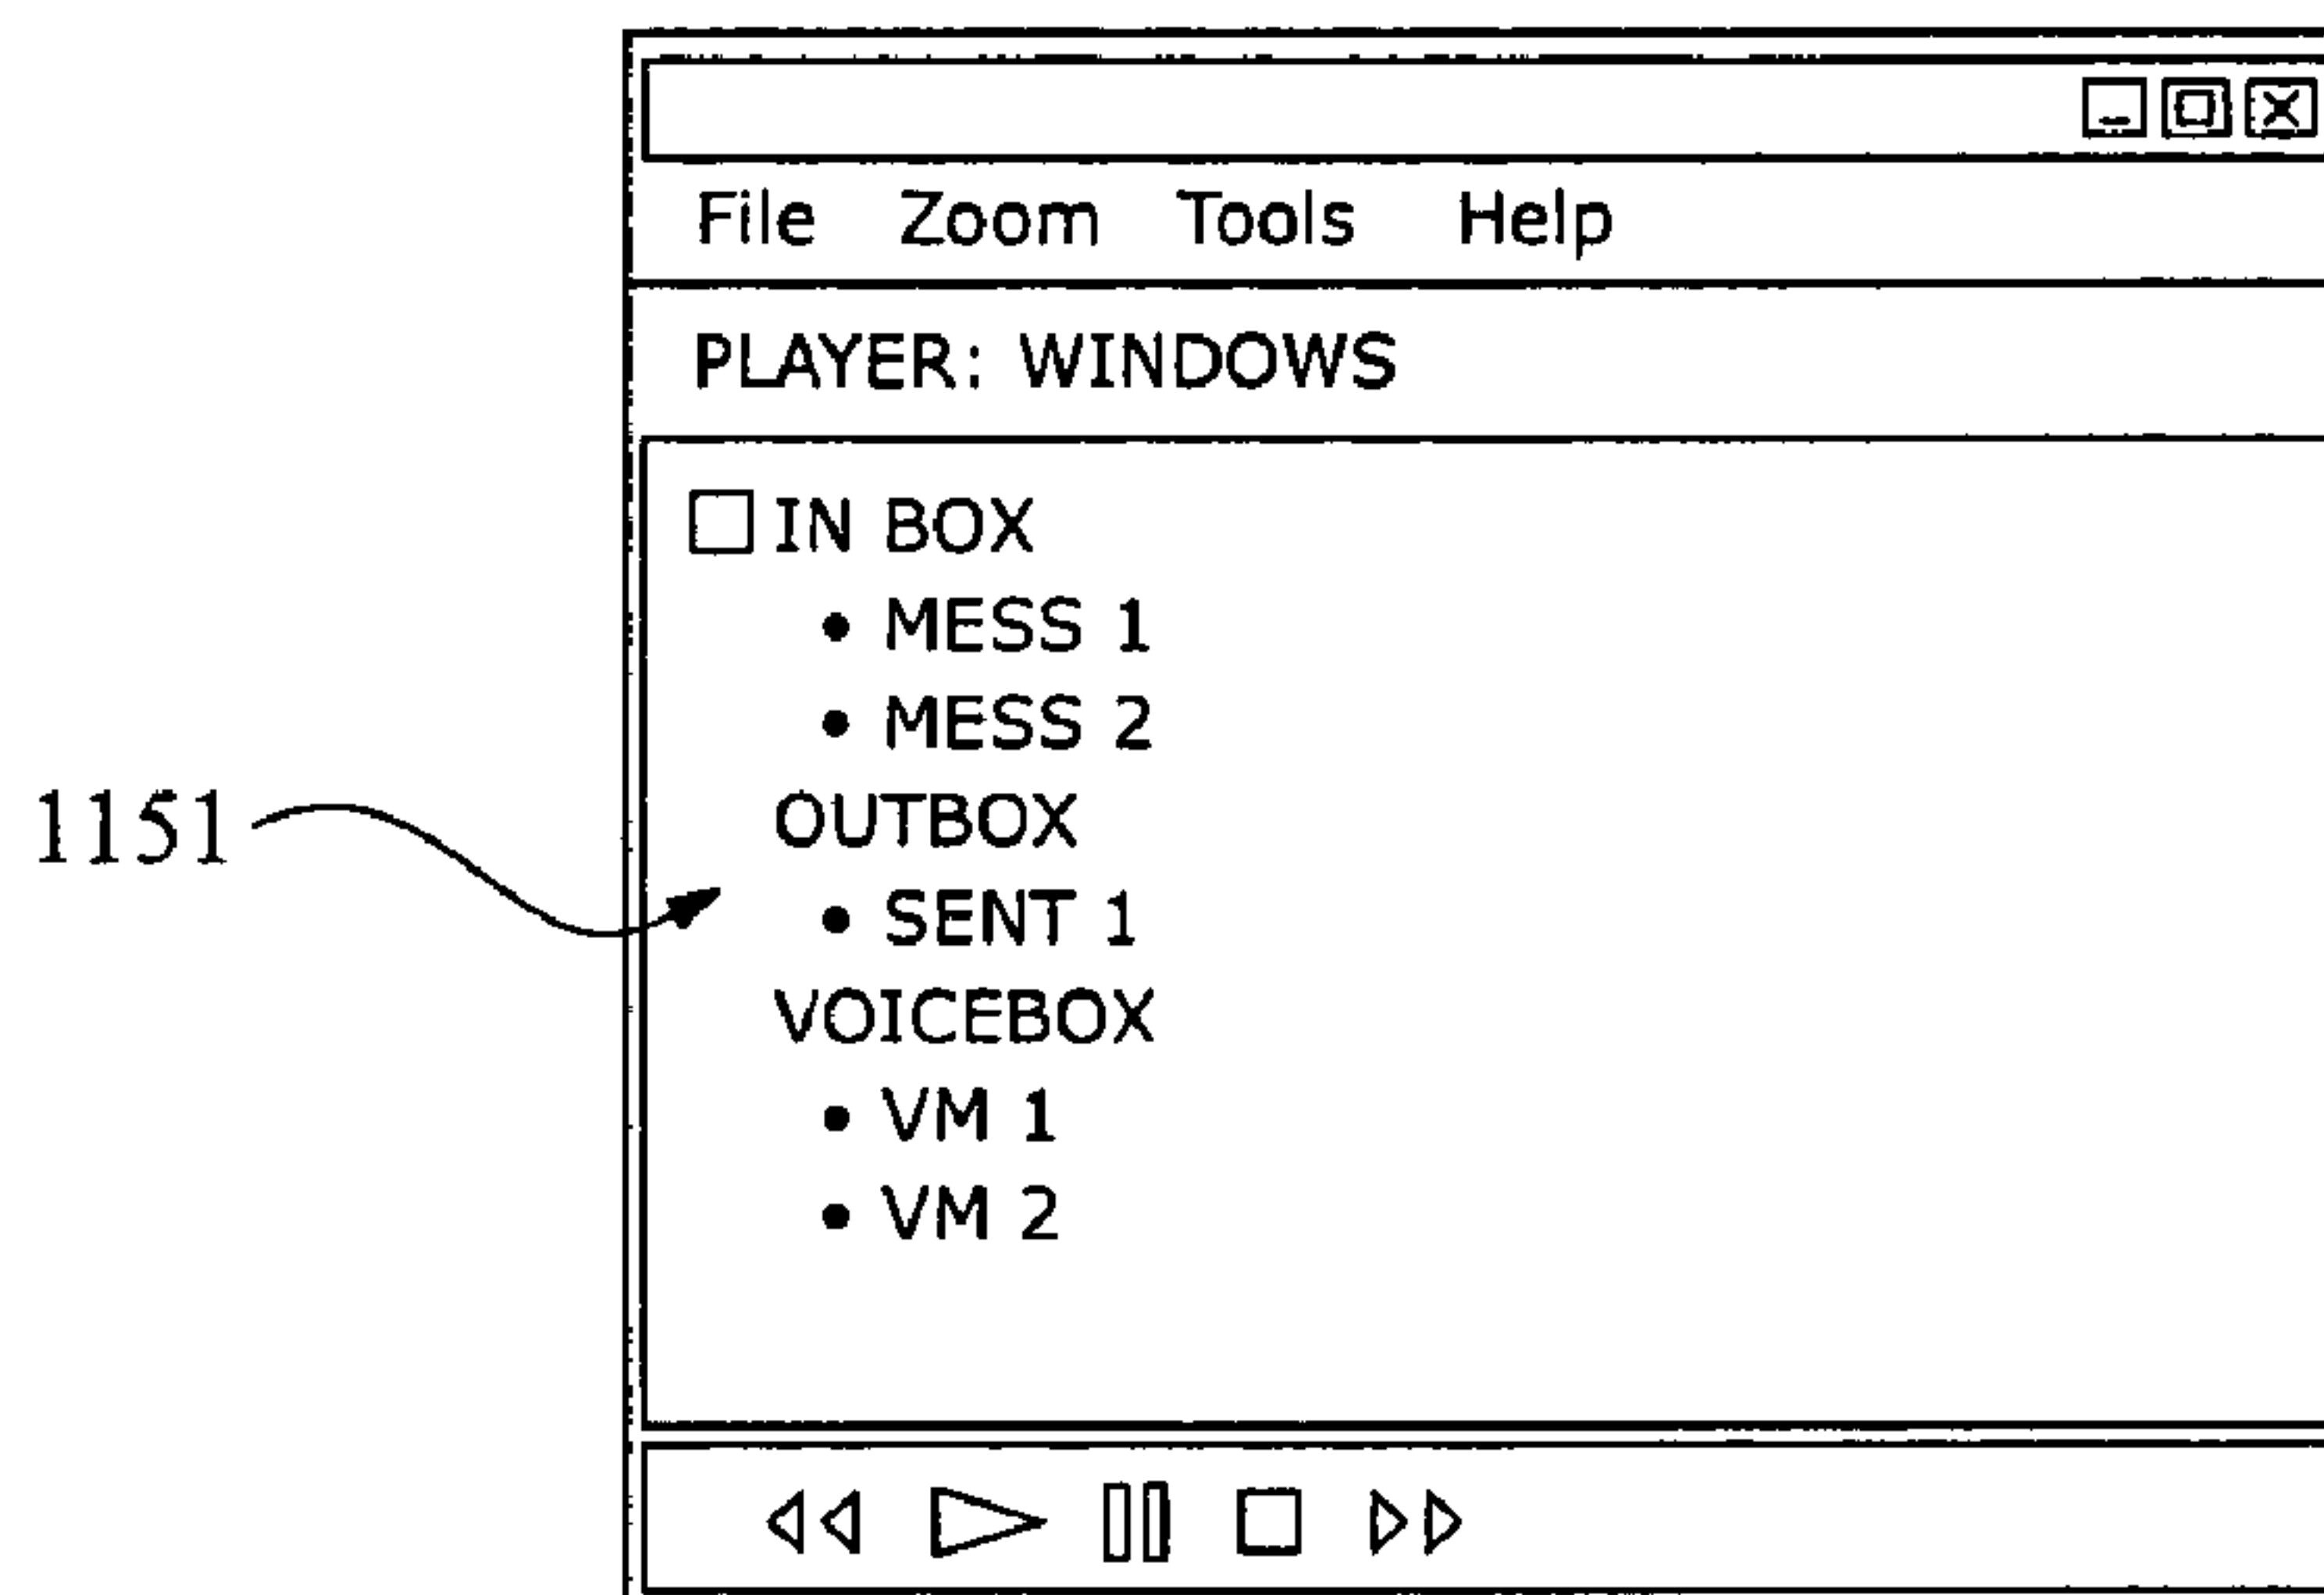 File Zoom Tools Help
PLAYER: WINDOWS
IN BOX
• MESS 1
• MESS 2
1151
OUTBOX
• SENT 1
VOICEBOX
• VM 1
• VM 2